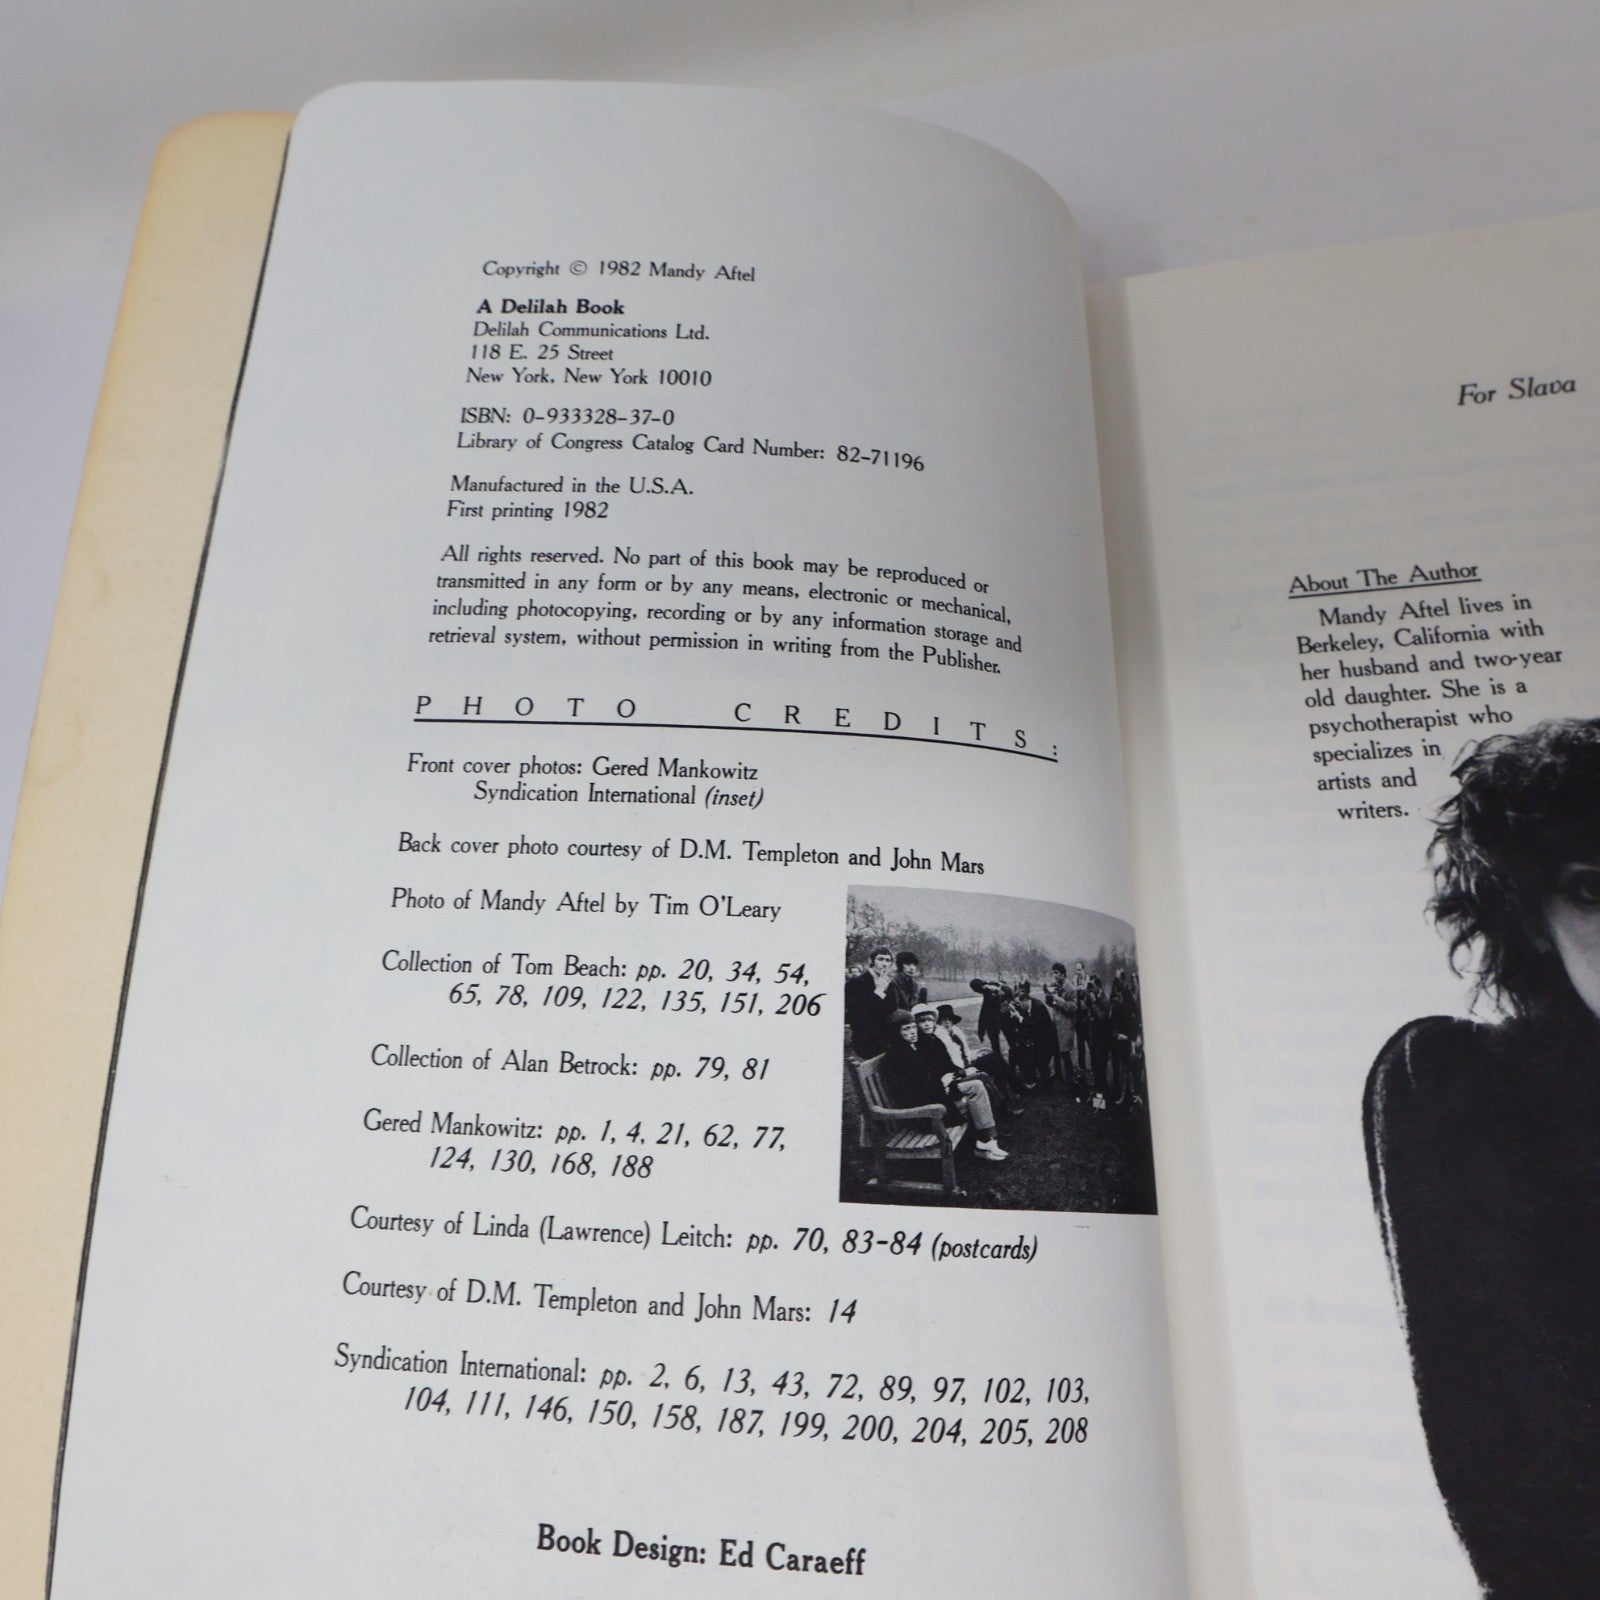 Copyright © 1982 Mandy Aftel
A Delilah Book
Delilah Communications Ltd.
118 E. 25 Street
New York, New York 10010
ISBN: 0-933328-37-0
Library of Congress Catalog Card Number: 82-71196
Manufactured in the U.S.A.
First printing 1982
All rights reserved. No part of this book may be reproduced or
transmitted in any form or by any means, electronic or mechanical,
including photocopying, recording or by any information storage and
retrieval system, without permission in writing from the Publisher.
PHOTO CREDITS:
Front cover photos: Gered Mankowitz
Syndication International (inset)
Back cover photo courtesy of D.M. Templeton and John Mars
Photo of Mandy Aftel by Tim O'Leary
Collection of Tom Beach: pp. 20, 34, 54,
65, 78, 109, 122, 135, 151, 206
Collection of Alan Betrock: pp. 79, 81
Gered Mankowitz: pp. 1, 4, 21, 62, 77,
124, 130, 168, 188
Courtesy of Linda (Lawrence) Leitch: pp. 70, 83-84 (postcards)
Courtesy of D.M. Templeton and John Mars: 14
Syndication International: pp. 2, 6, 13, 43, 72, 89, 97, 102, 103,
104, 111, 146, 150, 158, 187, 199, 200, 204, 205, 208
Book Design: Ed Caraeff
For Slava
About The Author
Mandy Aftel lives in
Berkeley, California with
her husband and two-year
old daughter. She is a
psychotherapist who
specializes in
artists and
writers.